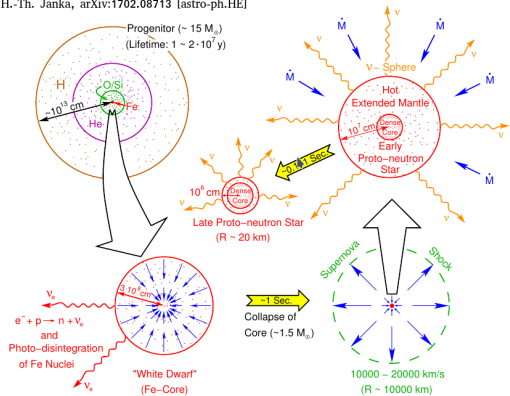 H.-Th. Janka, arXiv:1702.08713 [astro-ph.HE]
Progenitor (~ 15 M☉)
(Lifetime: 1 ~ 2·10⁷ y)
H
O/Si
Fe
He
~10¹³ cm
Ṁ
Ṁ
Ṁ
Ṁ
ν
ν
ν
ν
ν
ν
ν
ν
ν−Sphere
Hot
Extended Mantle
10⁷ cm
Dense
Core
Early
Proto−neutron
Star
~0.1−1 Sec.
ν
ν
ν
ν
ν
10⁶ cm
Dense
Core
Late Proto−neutron Star
(R ~ 20 km)
3·10⁸ cm
νₑ
e⁻ + p → n + νₑ
and
Photo−disintegration
of Fe Nuclei
νₑ
"White Dwarf"
(Fe−Core)
~1 Sec.
Collapse of
Core (~1.5 M☉)
Supernova
Shock
10000 − 20000 km/s
(R ~ 10000 km)